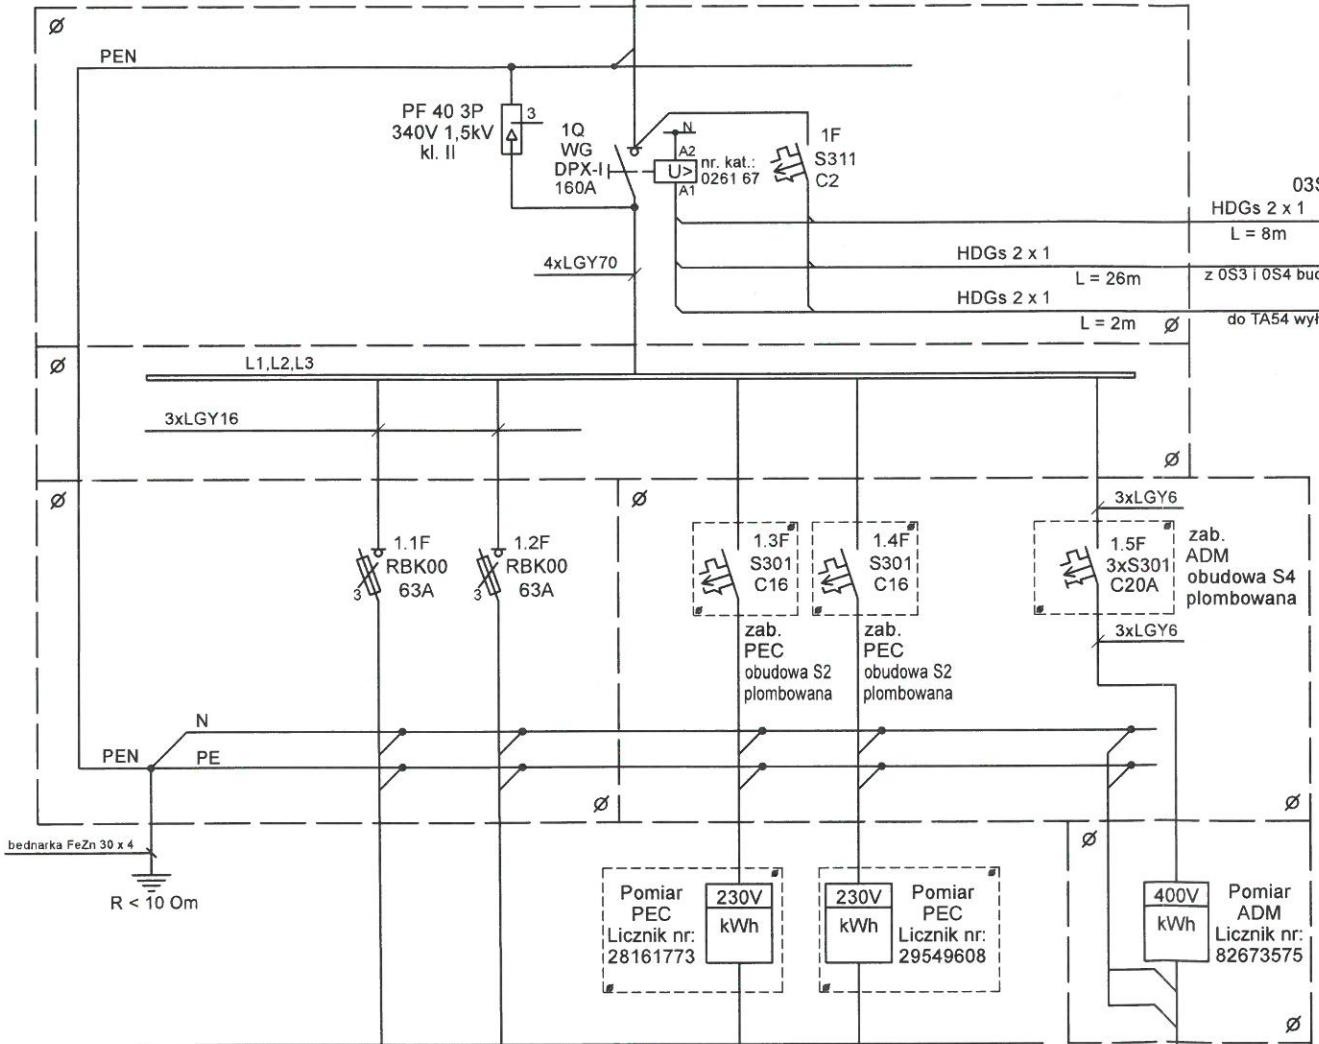 PEN
PF 40 3P
340V 1,5kV
kl. II
3
1Q
WG
DPX-I
160A
N
A2
U>
A1
nr. kat.:
0261 67
1F
S311
C2
HDGs 2 x 1
L = 8m
HDGs 2 x 1
L = 26m
z 0S3 i 0S4
HDGs 2 x 1
L = 2m
do TA54
4xLGY70
L1,L2,L3
3xLGY16
1.1F
RBK00
63A
3
1.2F
RBK00
63A
3
1.3F
S301
C16
zab.
PEC
obudowa S2
plombowana
1.4F
S301
C16
zab.
PEC
obudowa S2
plombowana
3xLGY6
1.5F
3xS301
C20A
zab.
ADM
obudowa S4
plombowana
3xLGY6
N
PEN
PE
bednarka FeZn 30 x 4
R < 10 Om
Pomiar
PEC
Licznik nr:
28161773
230V
kWh
230V
kWh
Pomiar
PEC
Licznik nr:
29549608
400V
kWh
Pomiar
ADM
Licznik nr:
82673575